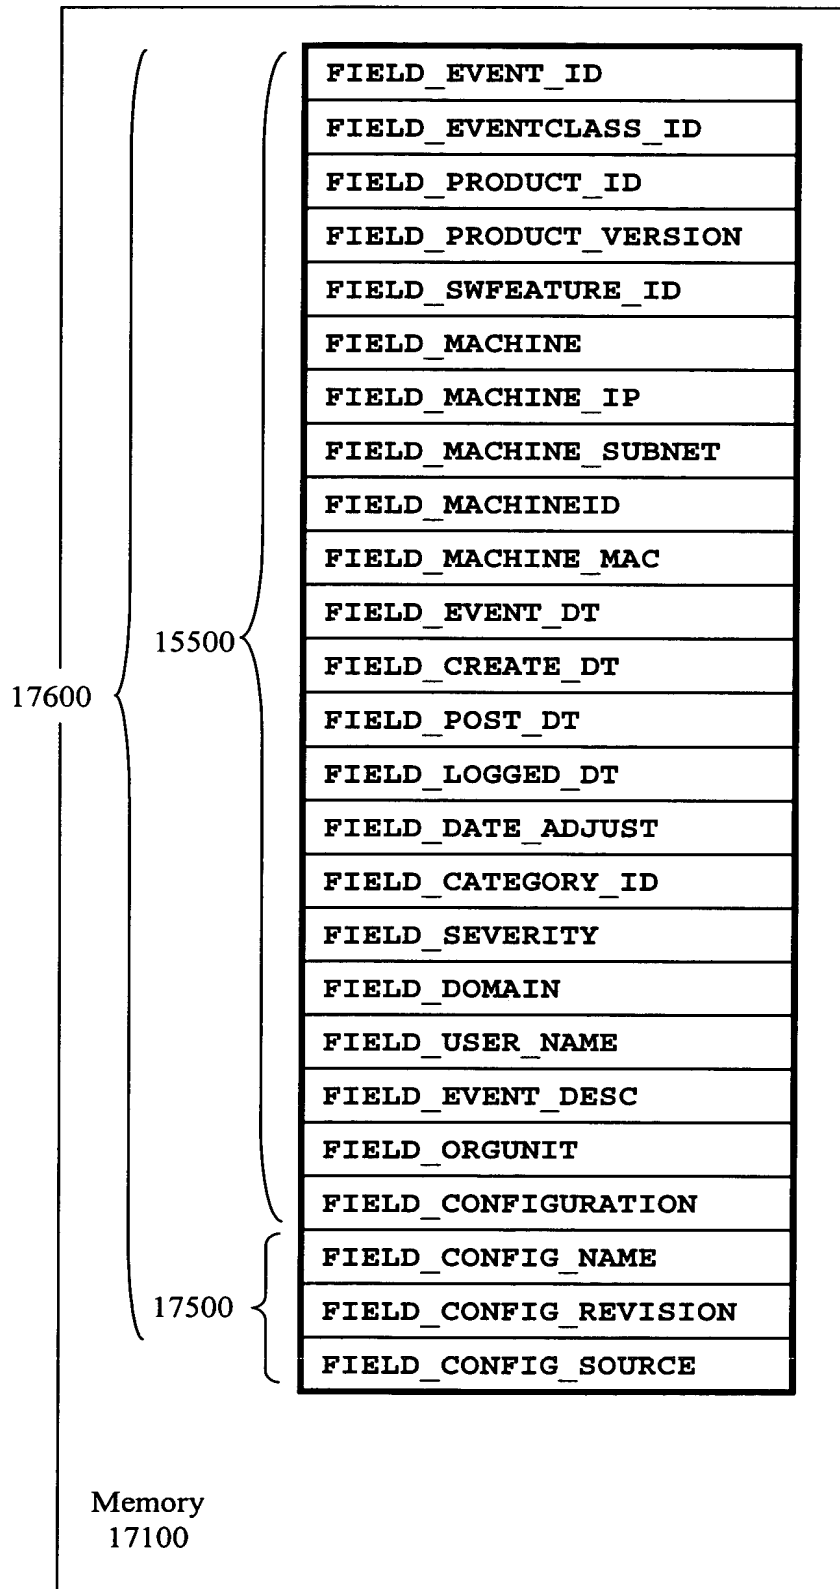 FIELD_EVENT_ID
FIELD_EVENTCLASS_ID
FIELD_PRODUCT_ID
FIELD_PRODUCT_VERSION
FIELD_SWFEATURE_ID
FIELD_MACHINE
FIELD_MACHINE_IP
FIELD_MACHINE_SUBNET
FIELD_MACHINEID
FIELD_MACHINE_MAC
FIELD_EVENT_DT
15500
FIELD_CREATE_DT
17600
FIELD_POST_DT
FIELD_LOGGED_DT
FIELD_DATE_ADJUST
FIELD_CATEGORY_ID
FIELD_SEVERITY
FIELD_DOMAIN
FIELD_USER_NAME
FIELD_EVENT_DESC
FIELD_ORGUNIT
FIELD_CONFIGURATION
FIELD_CONFIG_NAME
17500
FIELD_CONFIG_REVISION
FIELD_CONFIG_SOURCE
Memory
17100